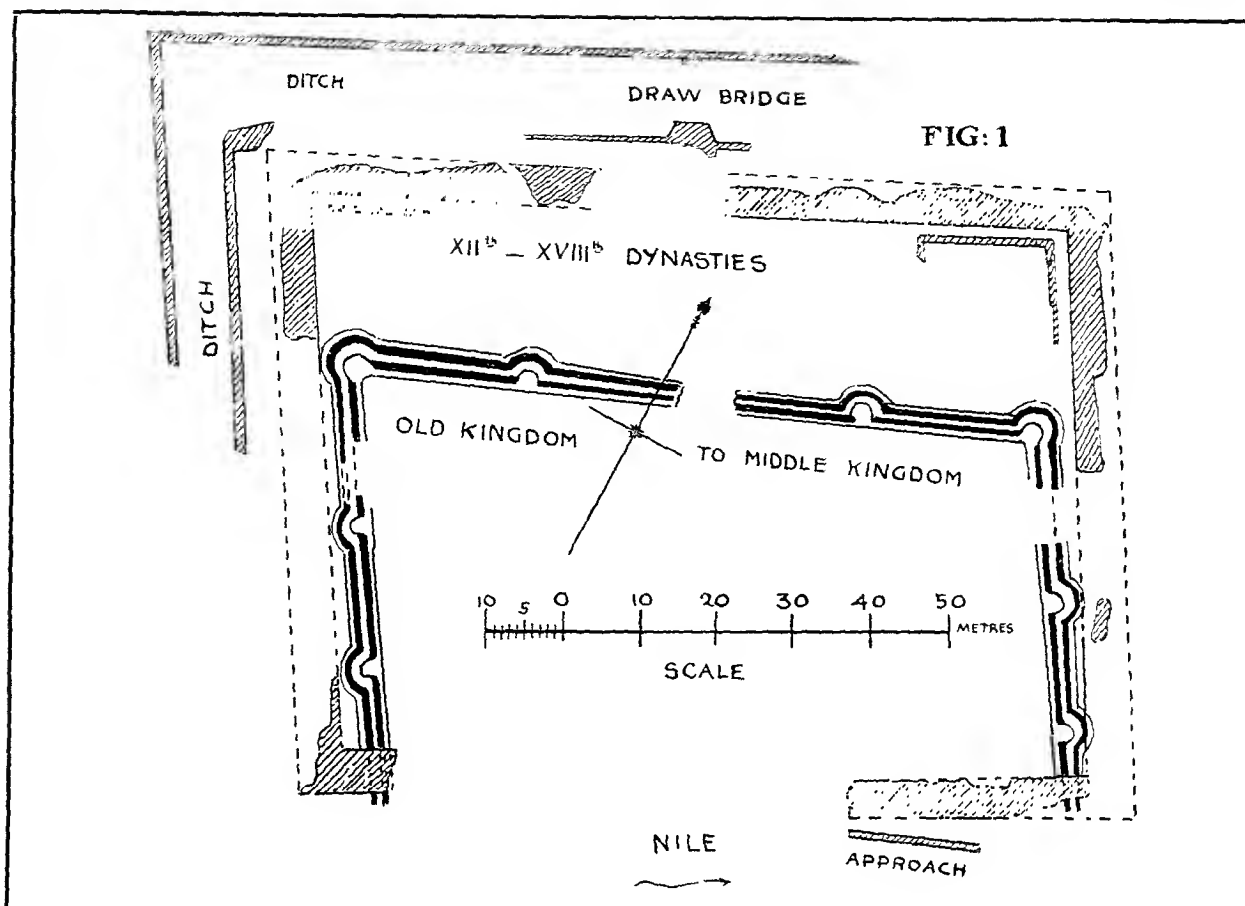 DITCH
DRAW BRIDGE
FIG: 1
XIIth – XVIIIth DYNASTIES
DITCH
OLD KINGDOM
TO MIDDLE KINGDOM
10 5 0 10 20 30 40 50 METRES
SCALE
NILE
APPROACH